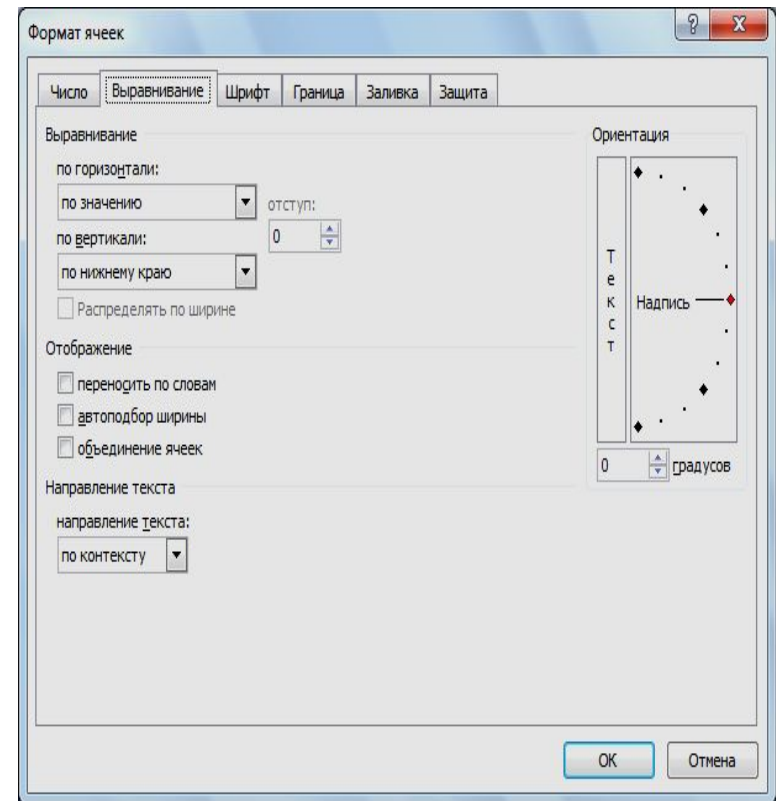 Формат ячеек
?
X
Число Выравнивание Шрифт Граница Заливка Защита
Выравнивание
по горизонтали:
по значению
отступ:
0
по вертикали:
по нижнему краю
Распределять по ширине
Отображение
переносить по словам
автоподбор ширины
объединение ячеек
Направление текста
направление текста:
по контексту
Ориентация
Текст
Надпись
0 градусов
ОК Отмена